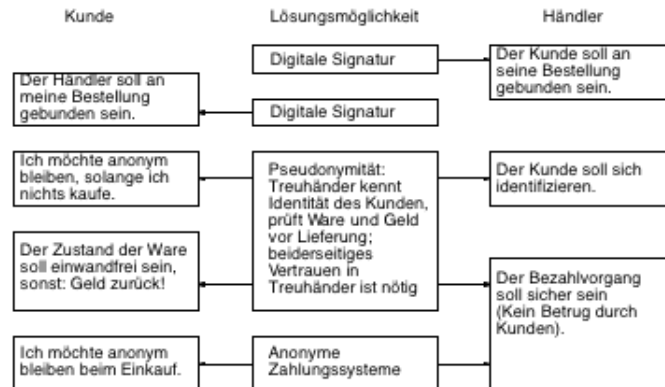 Kunde
Lösungsmöglichkeit
Händler
Digitale Signatur
Der Kunde soll an
seine Bestellung
gebunden sein.
Der Händler soll an
meine Bestellung
gebunden sein.
Digitale Signatur
Ich möchte anonym
bleiben, solange ich
nichts kaufe.
Pseudonymität:
Treuhänder kennt
Identität des Kunden,
prüft Ware und Geld
vor Lieferung;
beiderseitiges
Vertrauen in
Treuhänder ist nötig
Der Kunde soll sich
identifizieren.
Der Zustand der Ware
soll einwandfrei sein,
sonst: Geld zurück!
Der Bezahlvorgang
soll sicher sein
(Kein Betrug durch
Kunden).
Ich möchte anonym
bleiben beim Einkauf.
Anonyme
Zahlungssysteme